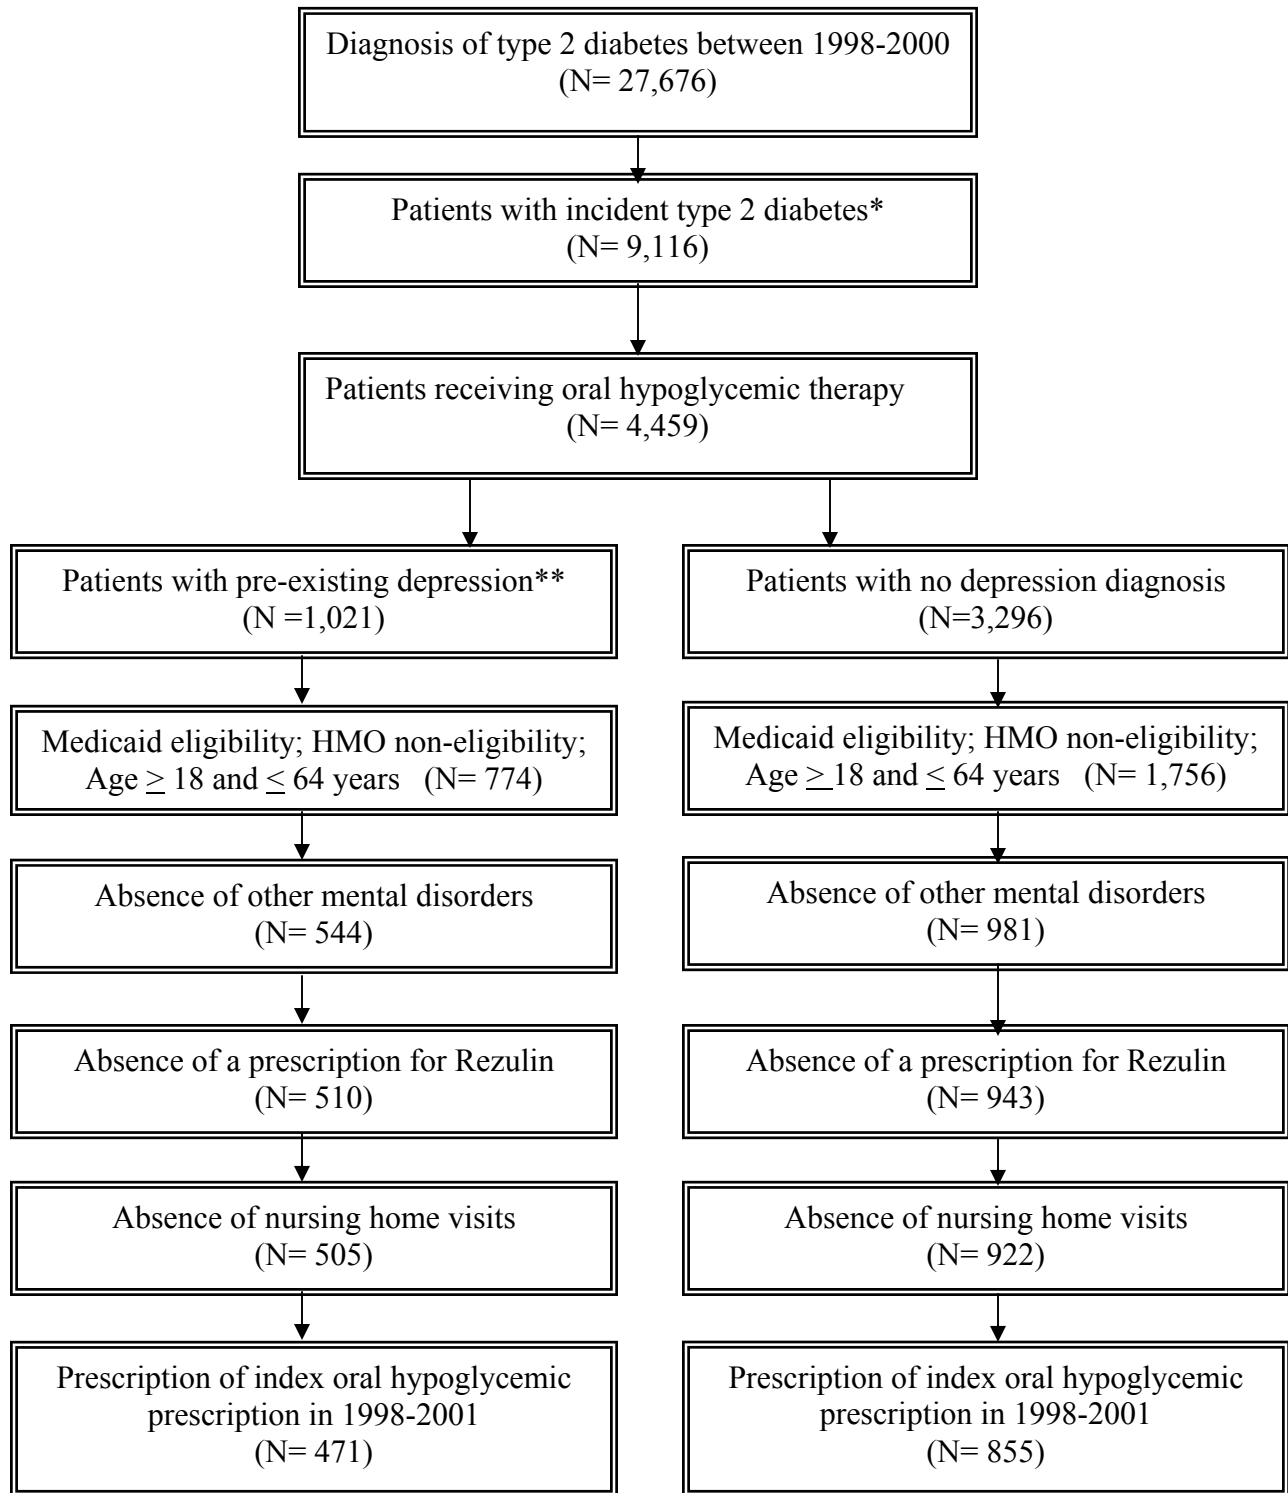 Diagnosis of type 2 diabetes between 1998-2000
(N= 27,676)
Patients with incident type 2 diabetes*
(N= 9,116)
Patients receiving oral hypoglycemic therapy
(N= 4,459)
Patients with pre-existing depression**
(N =1,021)
Patients with no depression diagnosis
(N=3,296)
Medicaid eligibility; HMO non-eligibility;
Age ≥ 18 and ≤ 64 years (N= 774)
Medicaid eligibility; HMO non-eligibility;
Age ≥ 18 and ≤ 64 years (N= 1,756)
Absence of other mental disorders
(N= 544)
Absence of other mental disorders
(N= 981)
Absence of a prescription for Rezulin
(N= 510)
Absence of a prescription for Rezulin
(N= 943)
Absence of nursing home visits
(N= 505)
Absence of nursing home visits
(N= 922)
Prescription of index oral hypoglycemic
prescription in 1998-2001
(N= 471)
Prescription of index oral hypoglycemic
prescription in 1998-2001
(N= 855)